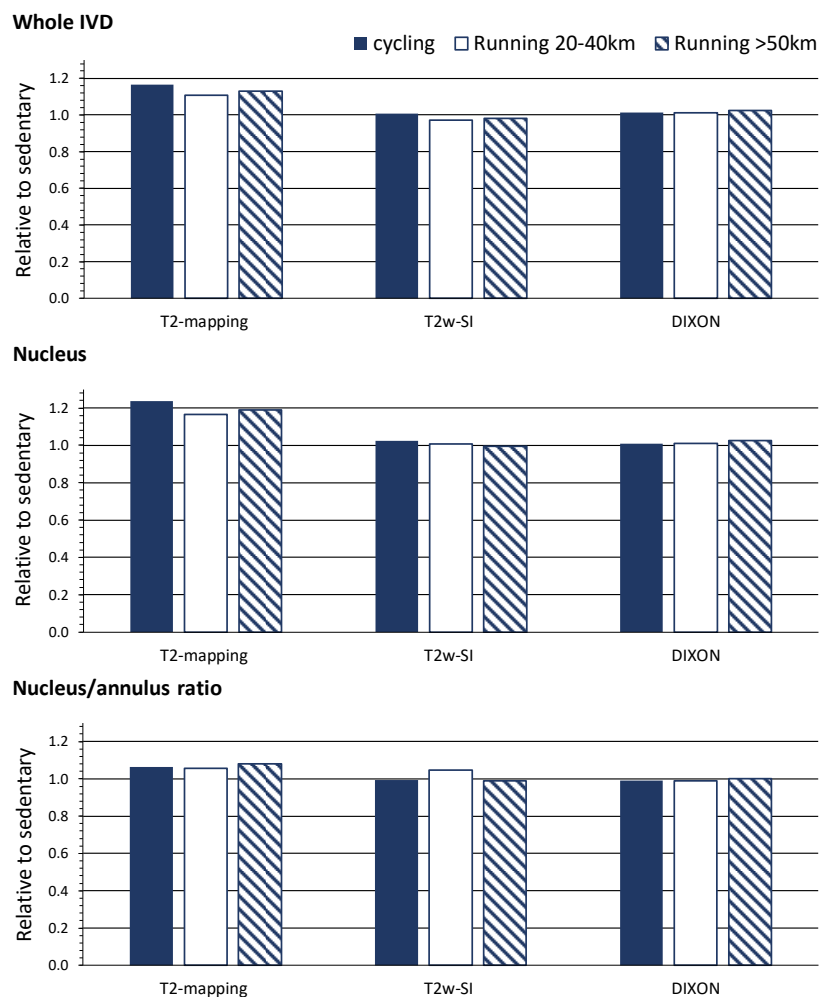 Whole IVD
cycling Running 20-40km Running >50km
Relative to sedentary
1.2
1.0
0.8
0.6
0.4
0.2
0.0
T2-mapping T2w-SI DIXON
Nucleus
Relative to sedentary
1.2
1.0
0.8
0.6
0.4
0.2
0.0
T2-mapping T2w-SI DIXON
Nucleus/annulus ratio
Relative to sedentary
1.2
1.0
0.8
0.6
0.4
0.2
0.0
T2-mapping T2w-SI DIXON